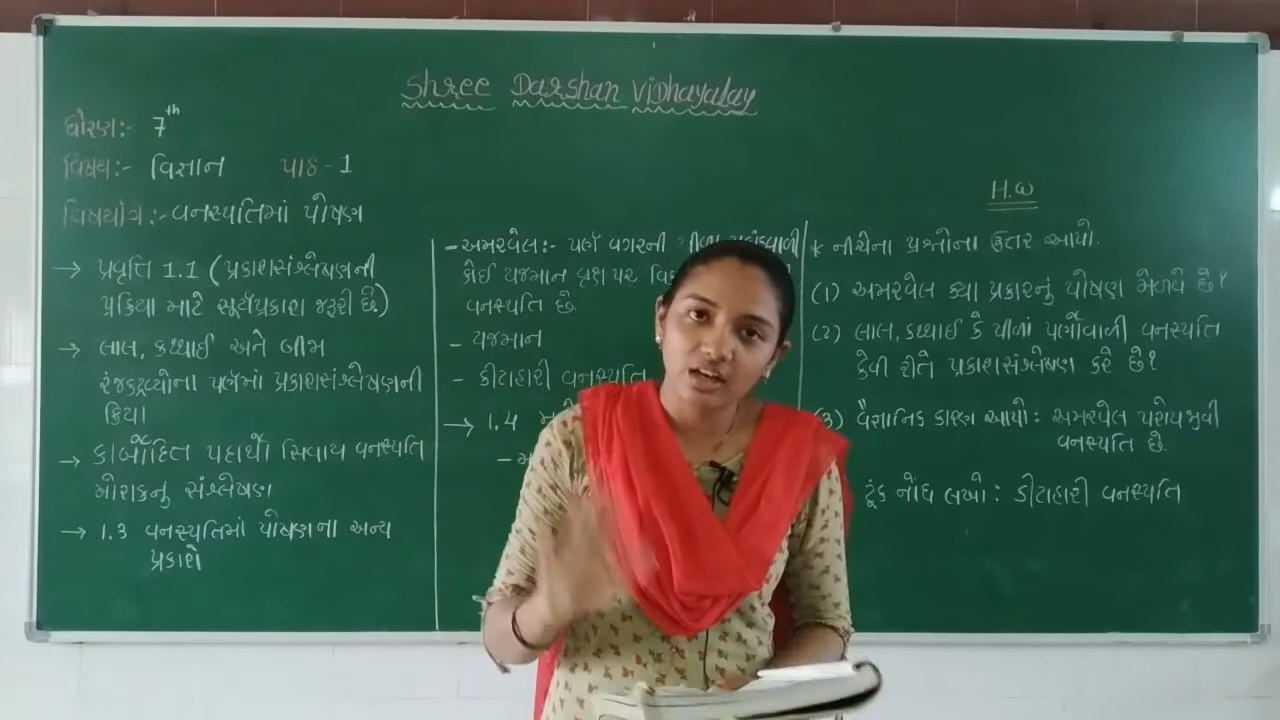 Shree Darshan Vidhayalay
ધોરણ:- 7th
વિષય:- વિજ્ઞાન પાઠ-1
વિષયાંગ:- વનસ્પતિમાં પોષણ
→ પ્રવૃત્તિ 1.1 (પ્રકાશસંશ્લેષણની
પ્રક્રિયા માટે સૂર્યપ્રકાશ જરૂરી છે.)
→ લાલ, કથ્થાઈ અને બીમ
રંજકદ્રવ્યોના પર્ણમાં પ્રકાશસંશ્લેષણની
ક્રિયા
→ કાર્બોદિત પદાર્થો સિવાય વનસ્પતિ
ખોરાકનું સંશ્લેષણ
→ 1.3 વનસ્પતિમાં પોષણના અન્ય
પ્રકારો
- અમરવેલ:- પર્ણ વગરની પીળા
કોઈ યજમાન વૃક્ષ પર
વનસ્પતિ છે.
- યજમાન
- કીટાહારી વનસ્પતિ
→ 1.4
H.W
* નીચેના પ્રશ્નોના ઉત્તર આપો.
(1) અમરવેલ ક્યા પ્રકારનું પોષણ મેળવે છે?
(2) લાલ, કથ્થાઈ કે પીળાં પર્ણોવાળી વનસ્પતિ
કેવી રીતે પ્રકાશસંશ્લેષણ કરે છે?
(3) વૈજ્ઞાનિક કારણ આપો: અમરવેલ પરોપજીવી
વનસ્પતિ છે.
ટૂંક નોંધ લખો: કીટાહારી વનસ્પતિ